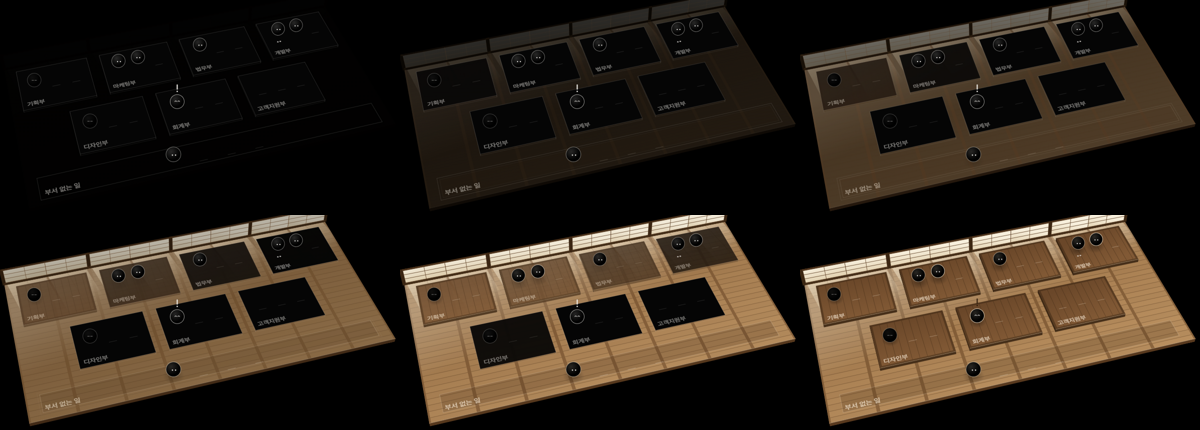 기획부
마케팅부
법무부
개발부
디자인부
회계부
고객지원부
부서 없는 일
기획부
마케팅부
법무부
개발부
디자인부
회계부
고객지원부
부서 없는 일
기획부
마케팅부
법무부
개발부
디자인부
회계부
고객지원부
부서 없는 일
기획부
마케팅부
법무부
개발부
디자인부
회계부
고객지원부
부서 없는 일
기획부
마케팅부
법무부
개발부
디자인부
회계부
고객지원부
부서 없는 일
기획부
마케팅부
법무부
개발부
디자인부
회계부
고객지원부
부서 없는 일